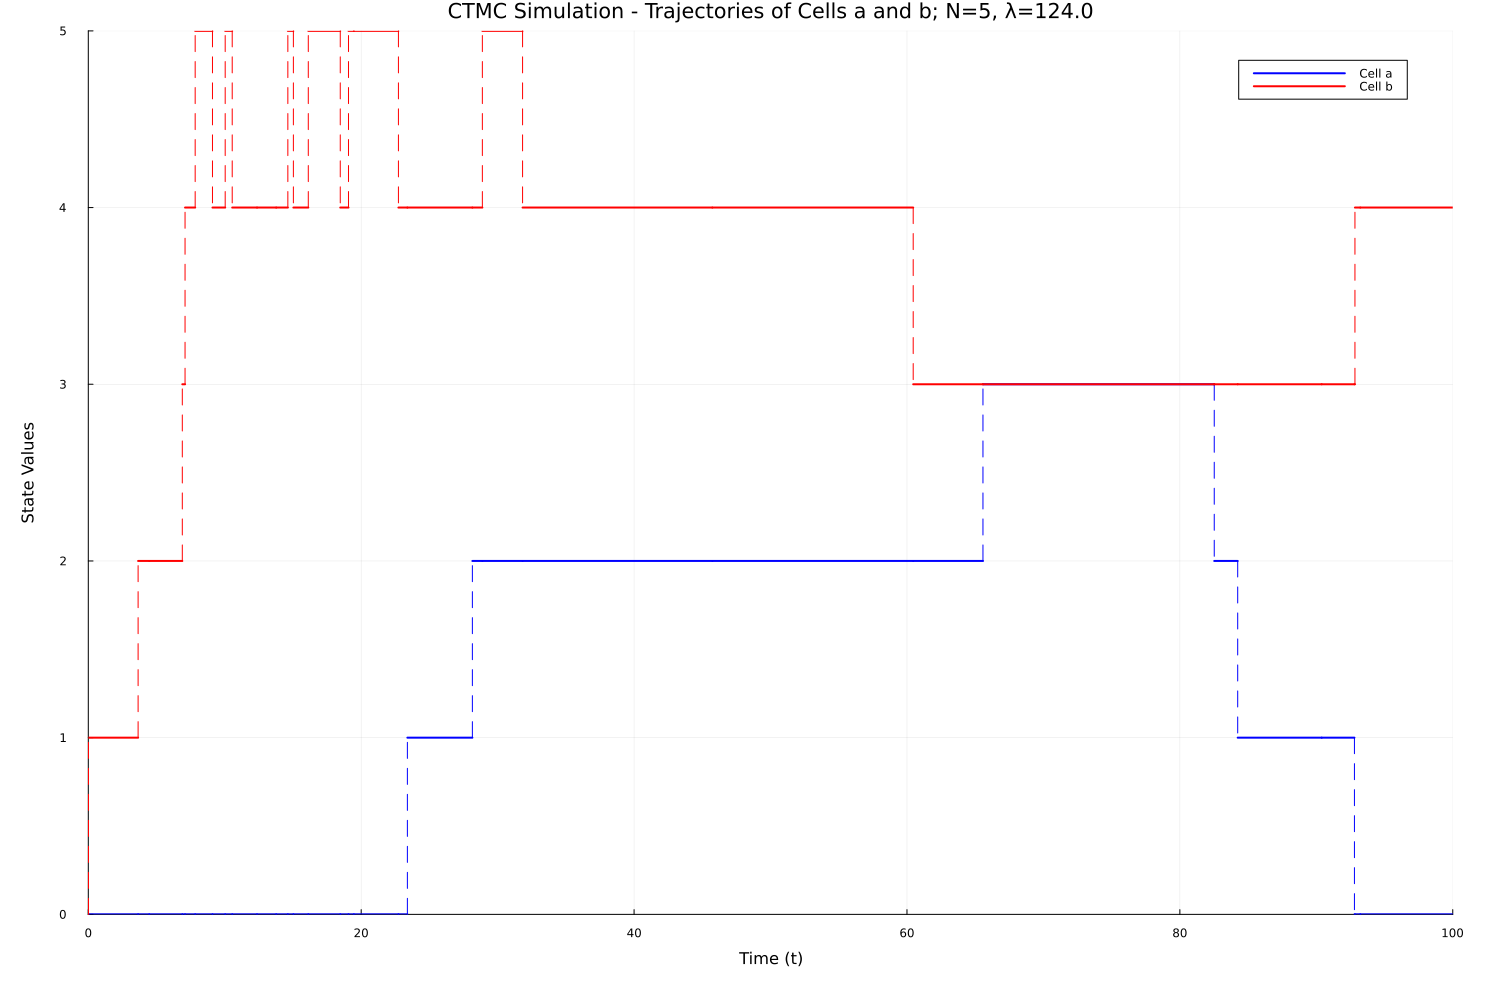 CTMC Simulation - Trajectories of Cells a and b; N=5, λ=124.0
Cell a
Cell b
State Values
5
4
3
2
1
0
0 20 40 60 80 100
Time (t)